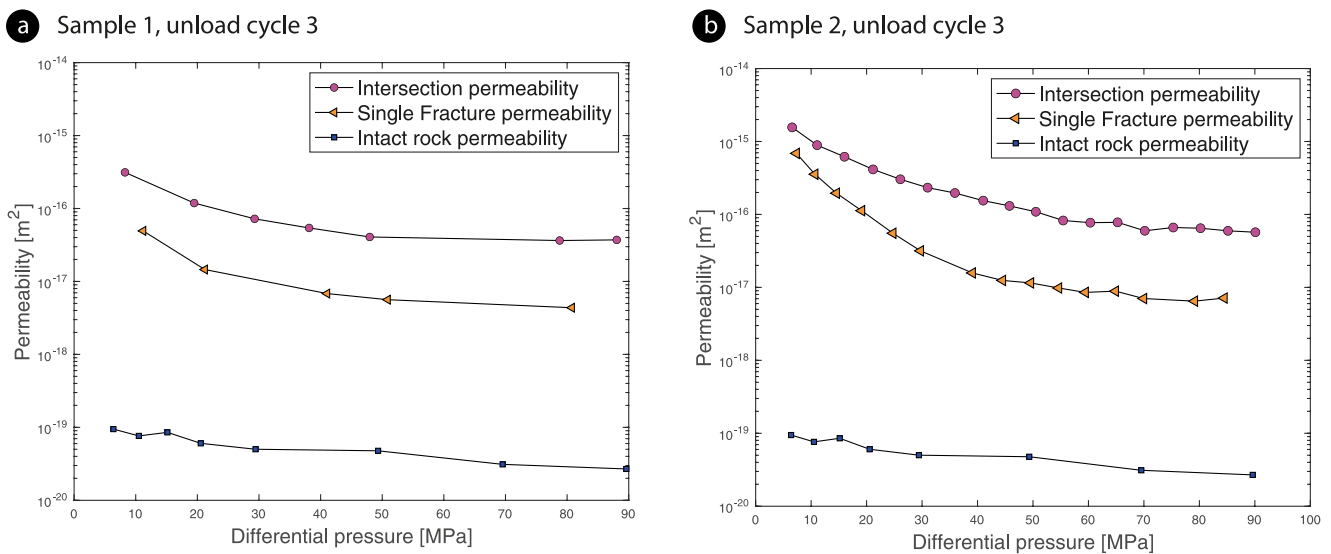 a Sample 1, unload cycle 3
10⁻¹⁴
10⁻¹⁵
10⁻¹⁶
10⁻¹⁷
10⁻¹⁸
10⁻¹⁹
10⁻²⁰
Permeability [m²]
Intersection permeability
Single Fracture permeability
Intact rock permeability
0 10 20 30 40 50 60 70 80 90
Differential pressure [MPa]
b Sample 2, unload cycle 3
10⁻¹⁴
10⁻¹⁵
10⁻¹⁶
10⁻¹⁷
10⁻¹⁸
10⁻¹⁹
10⁻²⁰
Permeability [m²]
Intersection permeability
Single Fracture permeability
Intact rock permeability
0 10 20 30 40 50 60 70 80 90 100
Differential pressure [MPa]